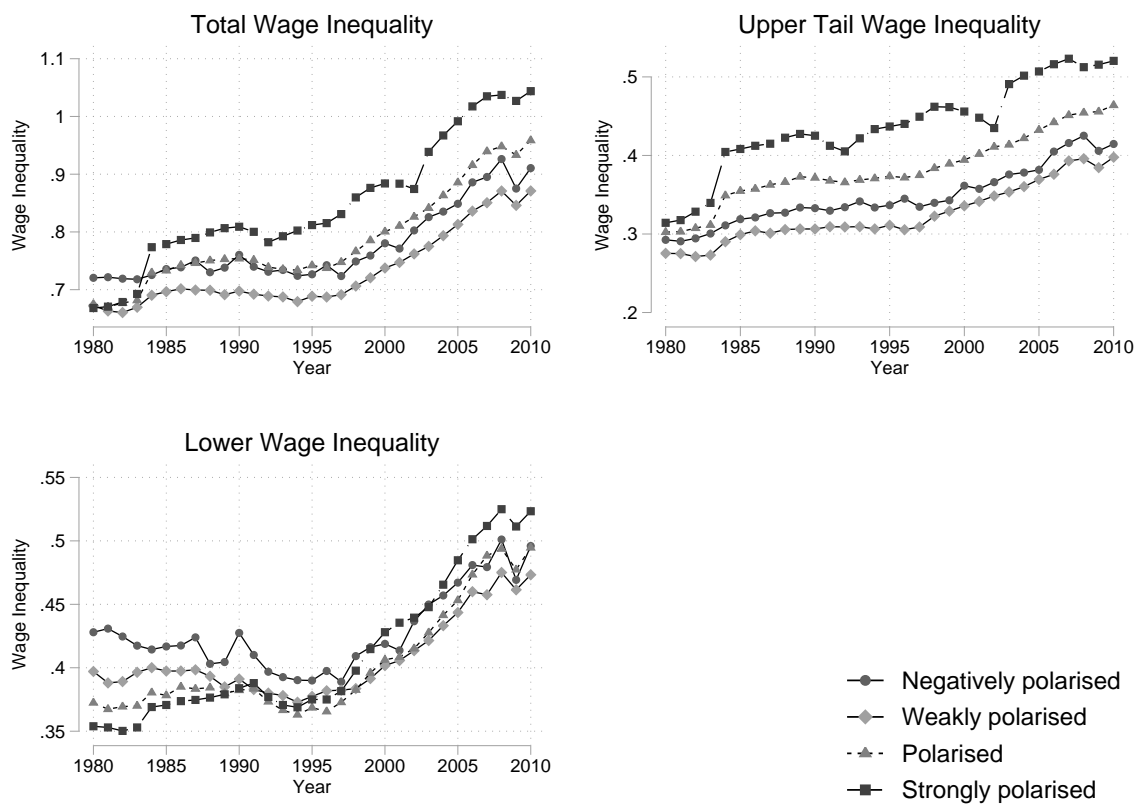 Total Wage Inequality
Wage Inequality
1.1
1
.9
.8
.7
1980 1985 1990 1995 2000 2005 2010
Year
Upper Tail Wage Inequality
Wage Inequality
.5
.4
.3
.2
1980 1985 1990 1995 2000 2005 2010
Year
Lower Wage Inequality
Wage Inequality
.55
.5
.45
.4
.35
1980 1985 1990 1995 2000 2005 2010
Year
Negatively polarised
Weakly polarised
Polarised
Strongly polarised